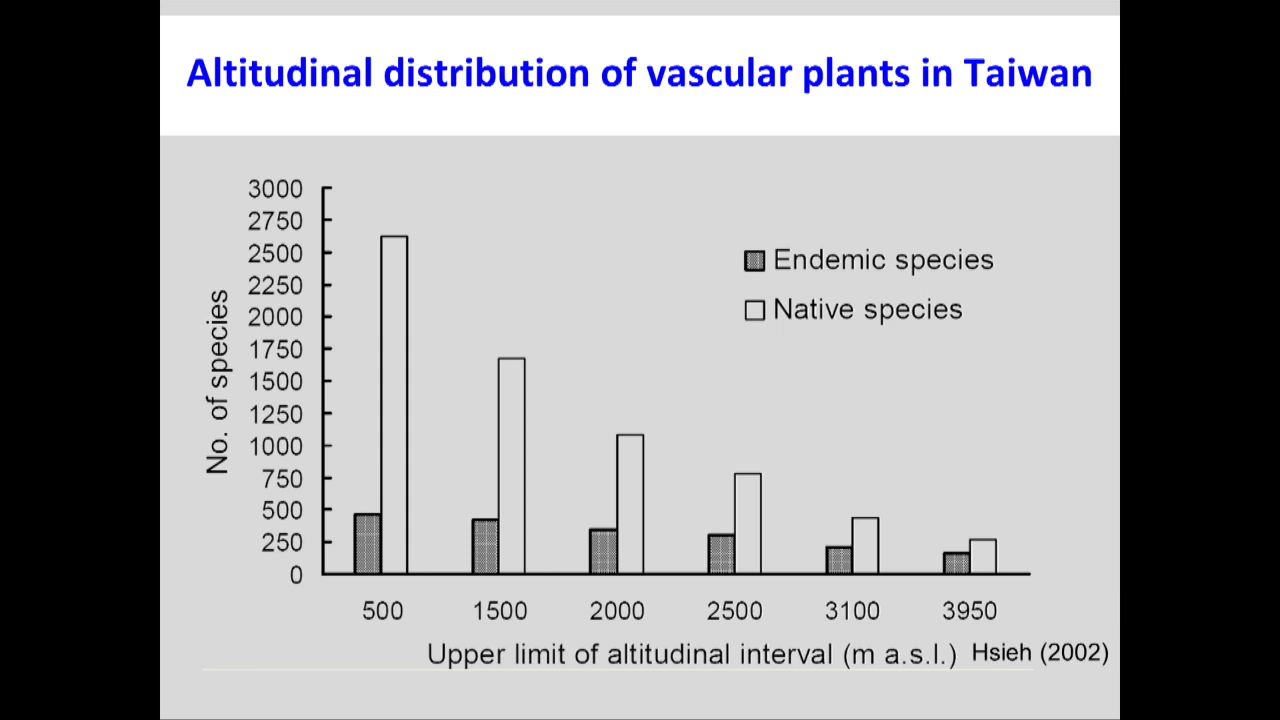 Altitudinal distribution of vascular plants in Taiwan
3000
2750
2500
2250
2000
1750
1500
1250
1000
750
500
250
0
No. of species
Endemic species
Native species
500 1500 2000 2500 3100 3950
Upper limit of altitudinal interval (m a.s.l.) Hsieh (2002)